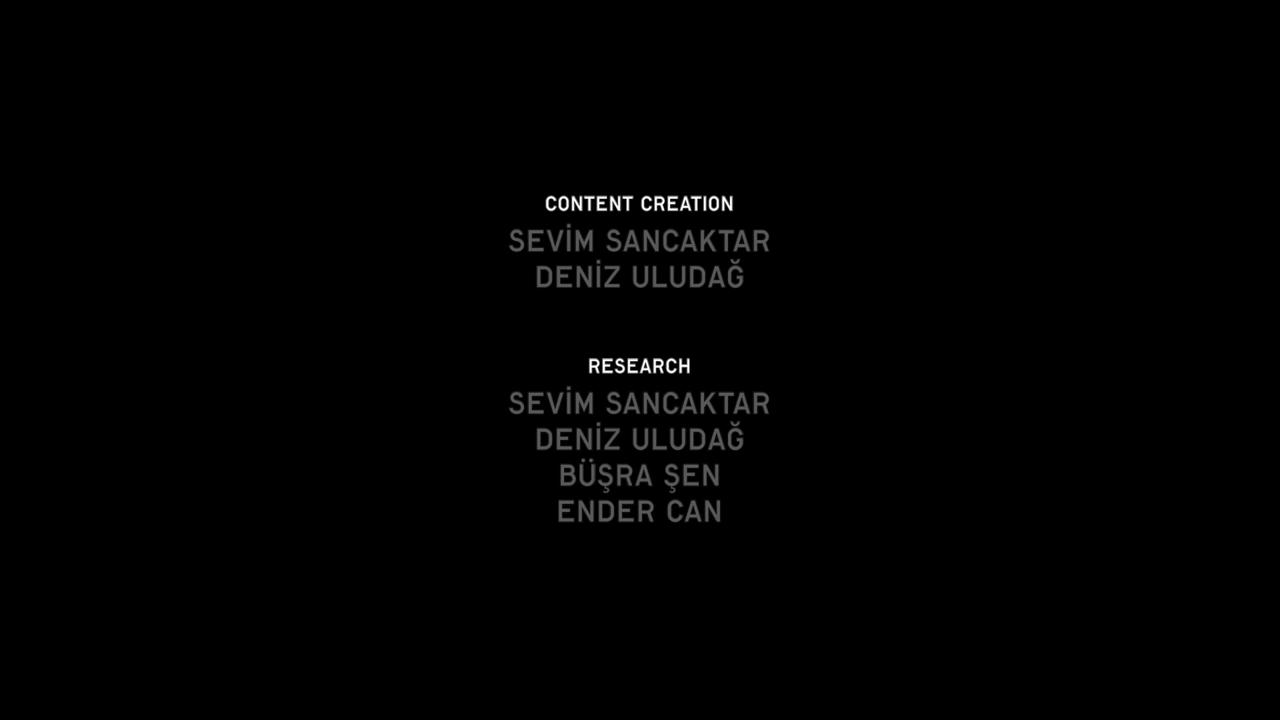 CONTENT CREATION
SEVİM SANCAKTAR
DENİZ ULUDAĞ
RESEARCH
SEVİM SANCAKTAR
DENİZ ULUDAĞ
BÜŞRA ŞEN
ENDER CAN